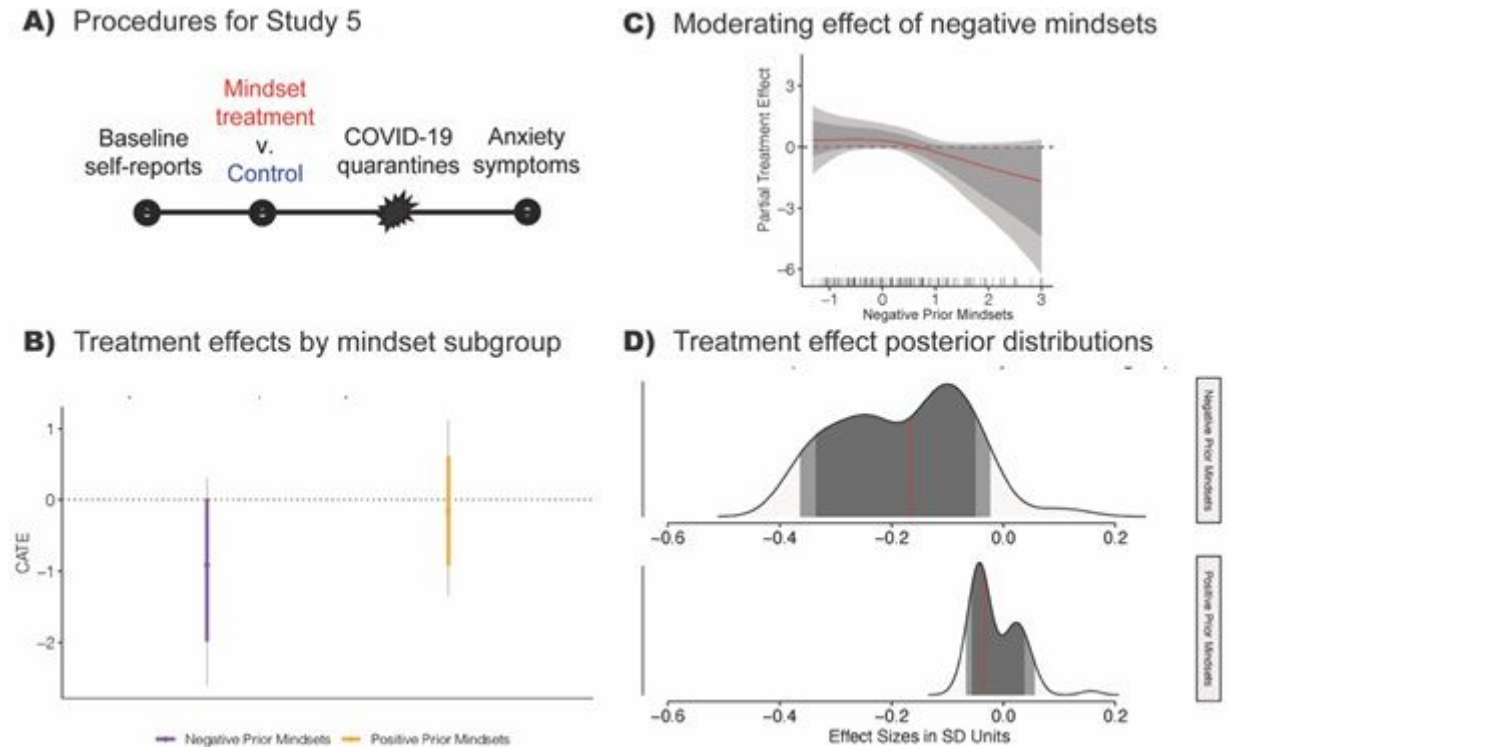 A) Procedures for Study 5
Mindset
treatment
v.
Control
Baseline
self-reports
COVID-19
quarantines
Anxiety
symptoms
C) Moderating effect of negative mindsets
Partial Treatment Effect
3
0
−3
−6
−1 0 1 2 3
Negative Prior Mindsets
B) Treatment effects by mindset subgroup
CATE
1
0
−1
−2
Negative Prior Mindsets Positive Prior Mindsets
D) Treatment effect posterior distributions
Negative Prior Mindsets
−0.6 −0.4 −0.2 0.0 0.2
Positive Prior Mindsets
−0.6 −0.4 −0.2 0.0 0.2
Effect Sizes in SD Units